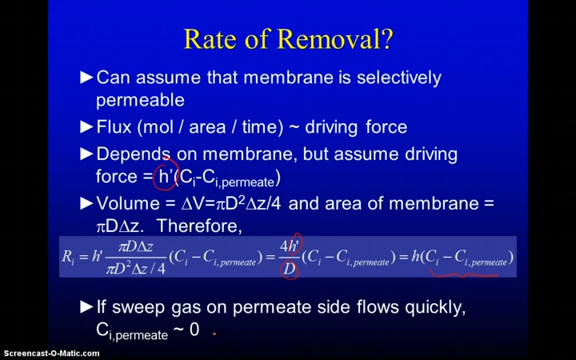 Rate of Removal?
►Can assume that membrane is selectively
permeable
►Flux (mol / area / time) ~ driving force
►Depends on membrane, but assume driving
force = h'(Cᵢ-Cᵢ,permeate)
►Volume = ΔV=πD²Δz/4 and area of membrane =
πDΔz. Therefore,
Rᵢ = h' πDΔz / (πD²Δz / 4) (Cᵢ − Cᵢ,permeate) = 4h'/D (Cᵢ − Cᵢ,permeate) = h(Cᵢ − Cᵢ,permeate)
►If sweep gas on permeate side flows quickly,
Cᵢ,permeate ~ 0
Screencast-O-Matic.com